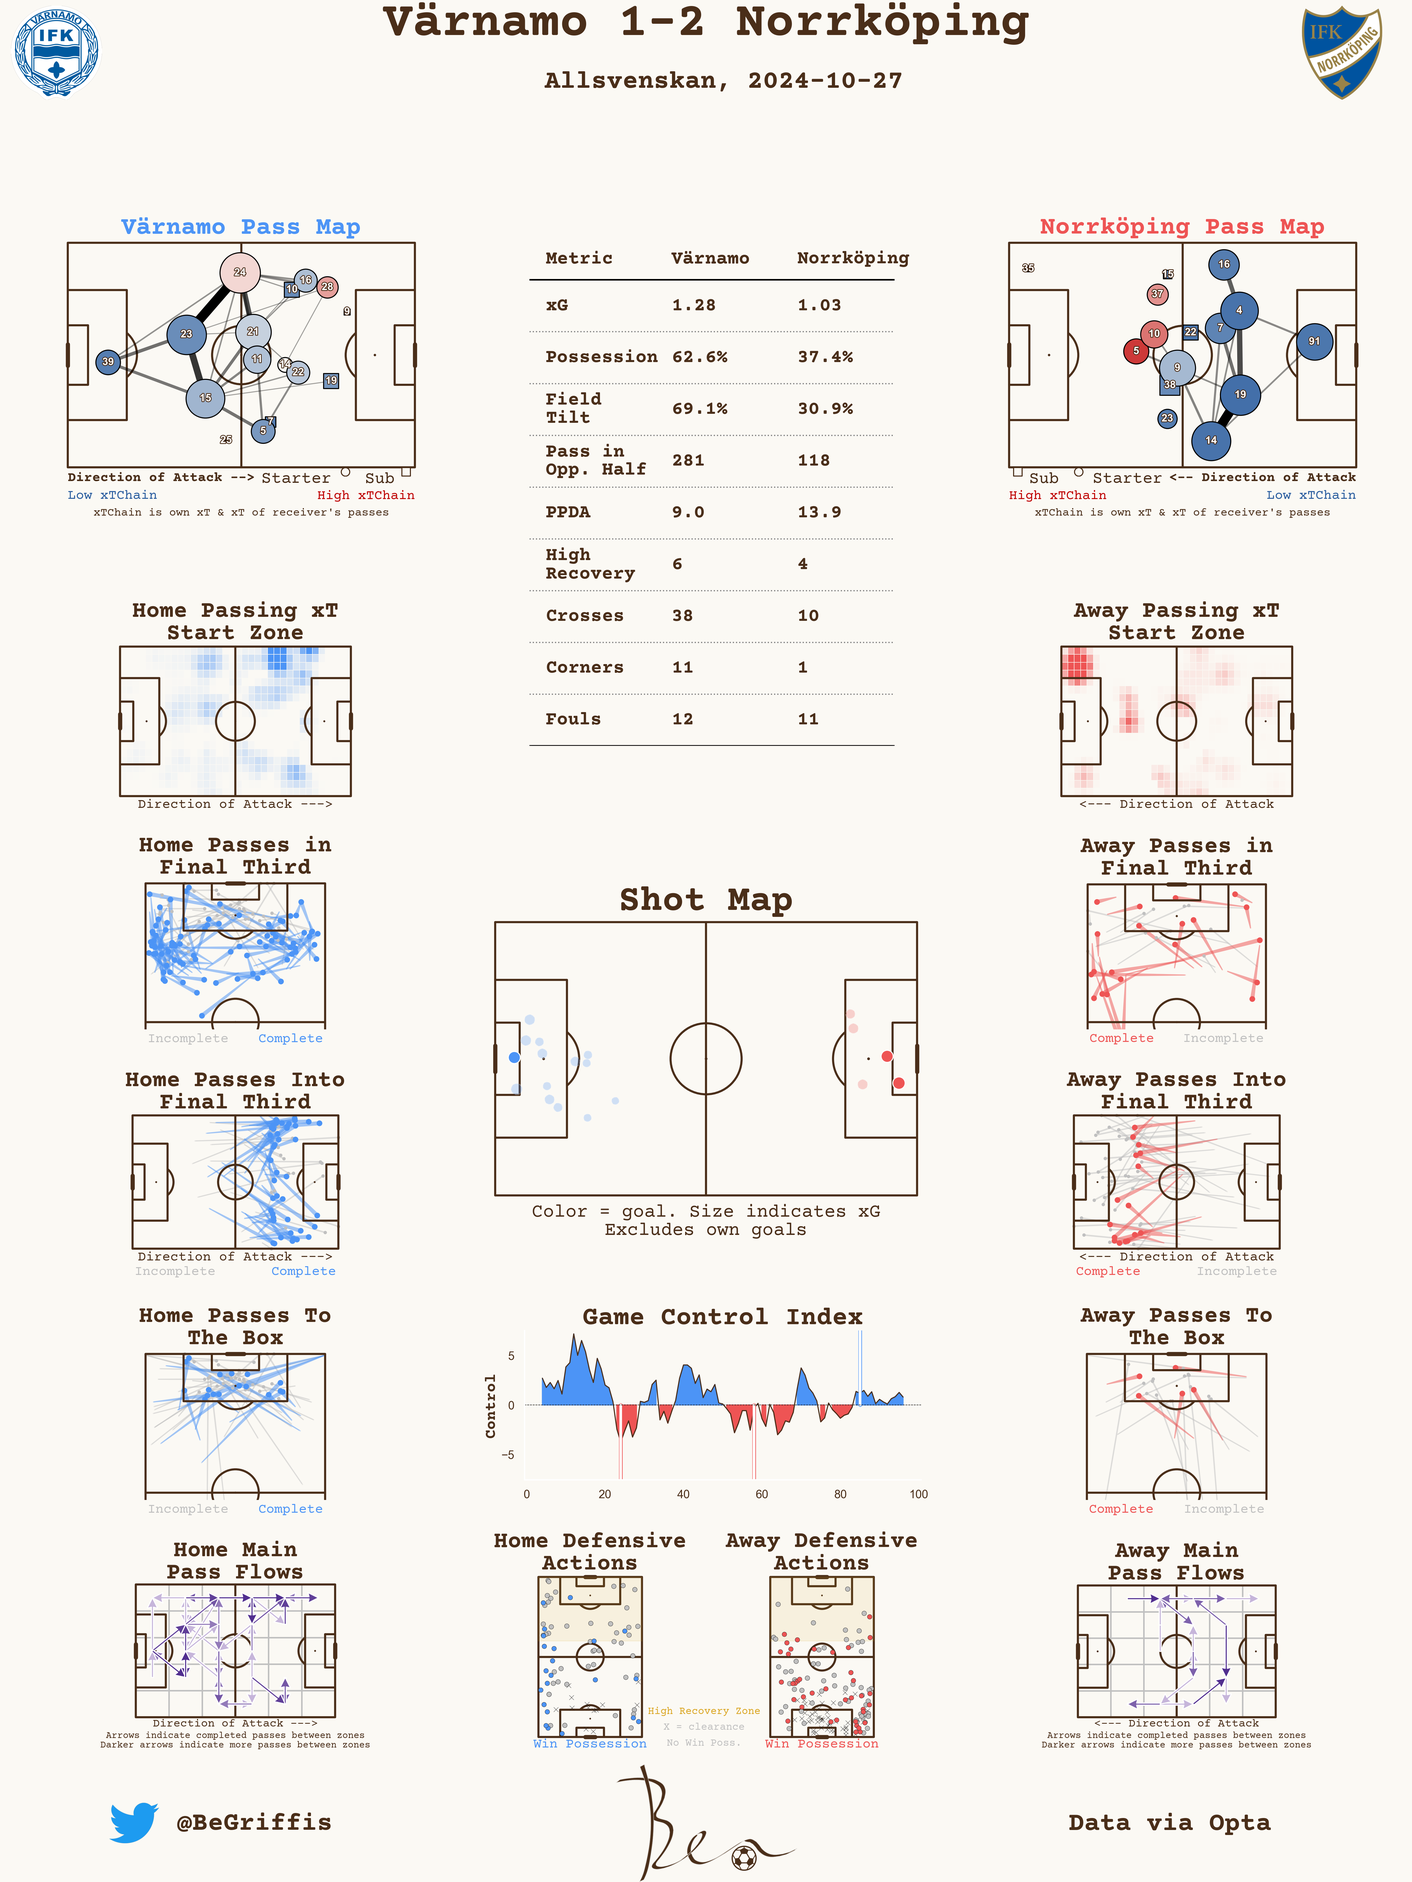 Värnamo 1-2 Norrköping
Allsvenskan, 2024-10-27
IFK
VÄRNAMO
IFK
NORRKÖPING
Värnamo Pass Map
24
16
10
28
9
23
21
11
39
14
22
19
15
7
5
25
Direction of Attack --> Starter Sub
Low xTChain High xTChain
xTChain is own xT & xT of receiver's passes
Metric Värnamo Norrköping
xG 1.28 1.03
Possession 62.6% 37.4%
Field
Tilt 69.1% 30.9%
Pass in
Opp. Half 281 118
PPDA 9.0 13.9
High
Recovery 6 4
Crosses 38 10
Corners 11 1
Fouls 12 11
Norrköping Pass Map
35
15
16
37
4
7
22
10
5
91
9
38
19
23
14
Sub Starter <-- Direction of Attack
High xTChain Low xTChain
xTChain is own xT & xT of receiver's passes
Home Passing xT
Start Zone
Direction of Attack --->
Away Passing xT
Start Zone
<--- Direction of Attack
Home Passes in
Final Third
Incomplete Complete
Away Passes in
Final Third
Complete Incomplete
Shot Map
Color = goal. Size indicates xG
Excludes own goals
Home Passes Into
Final Third
Direction of Attack --->
Incomplete Complete
Away Passes Into
Final Third
<--- Direction of Attack
Complete Incomplete
Home Passes To
The Box
Incomplete Complete
Game Control Index
Control
5
0
−5
0 20 40 60 80 100
Away Passes To
The Box
Complete Incomplete
Home Main
Pass Flows
Direction of Attack --->
Arrows indicate completed passes between zones
Darker arrows indicate more passes between zones
Home Defensive
Actions
Win Possession
High Recovery Zone
X = clearance
No Win Poss.
Away Defensive
Actions
Win Possession
Away Main
Pass Flows
<--- Direction of Attack
Arrows indicate completed passes between zones
Darker arrows indicate more passes between zones
@BeGriffis
Ben
Data via Opta